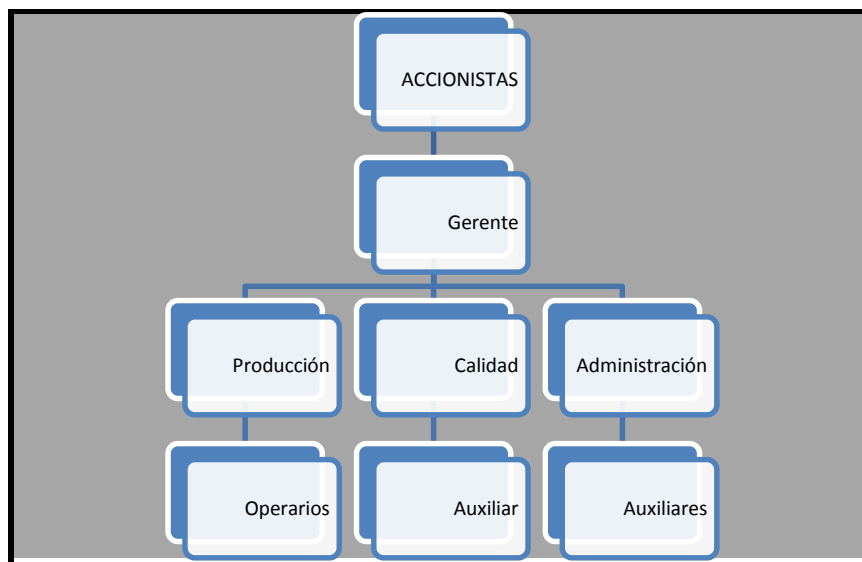 ACCIONISTAS
Gerente
Producción
Calidad
Administración
Operarios
Auxiliar
Auxiliares